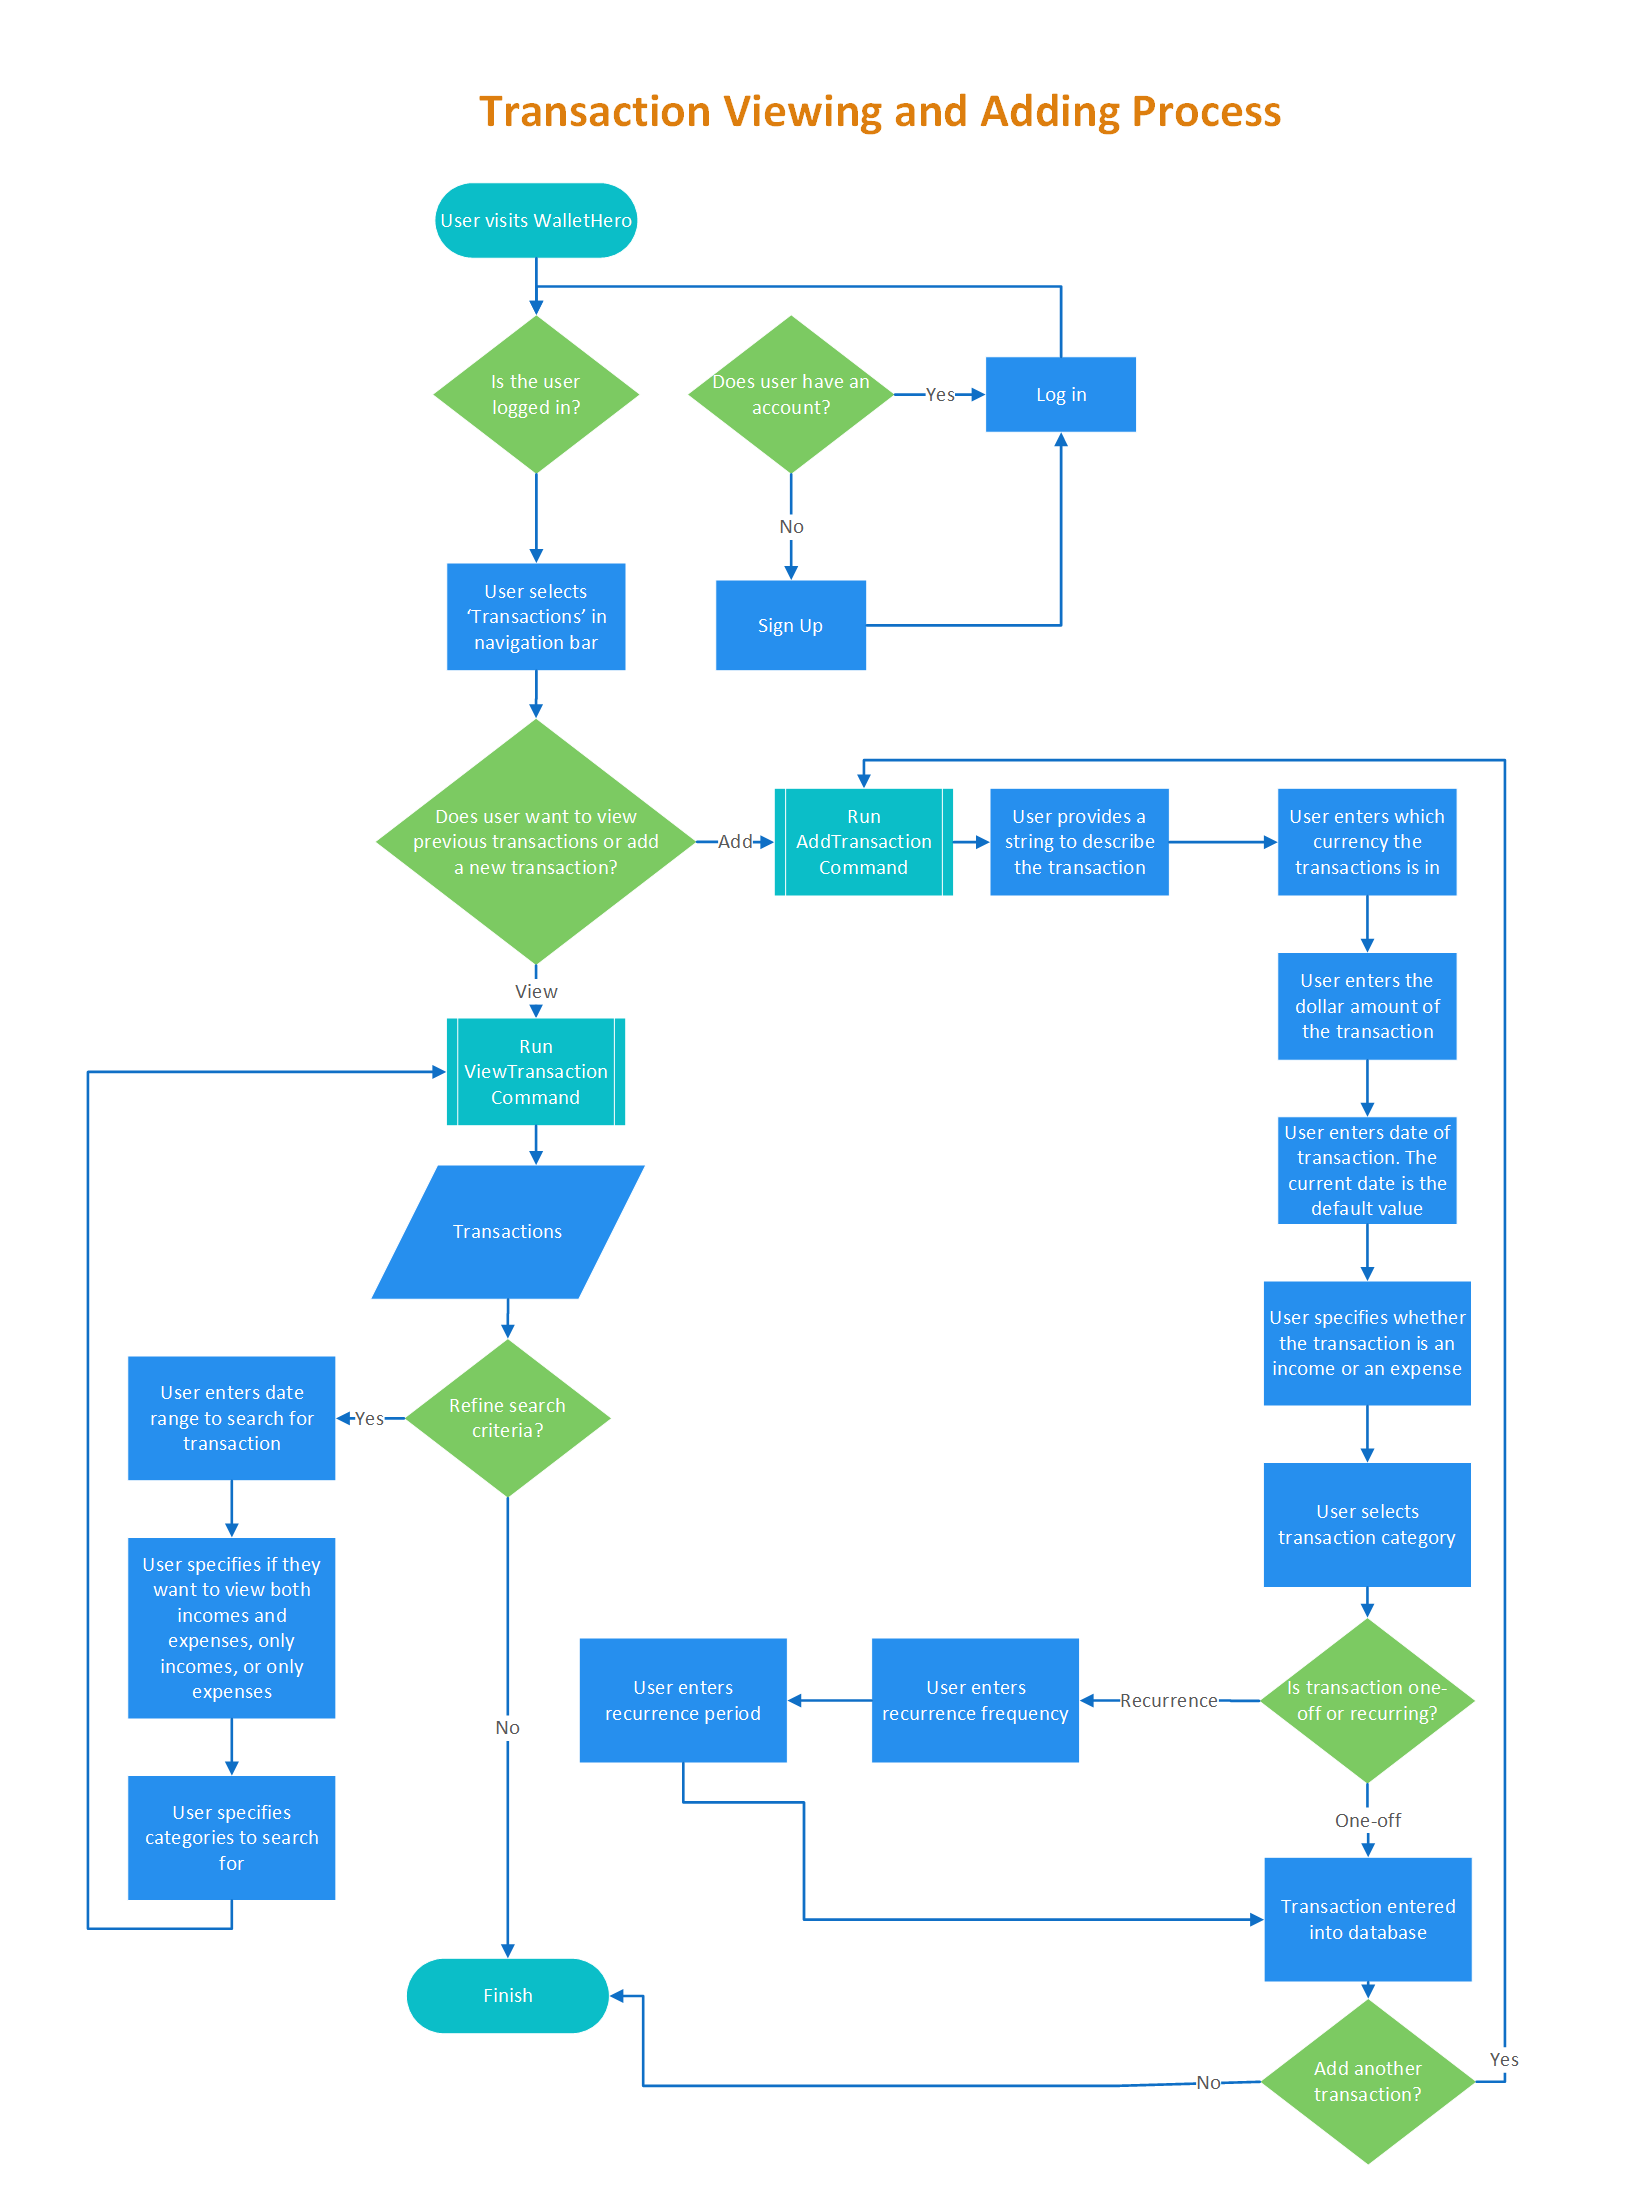 Transaction Viewing and Adding Process
User visits WalletHero
Is the user
logged in?
Does user have an
account?
Yes
Log in
No
Sign Up
User selects
‘Transactions’ in
navigation bar
Does user want to view
previous transactions or add
a new transaction?
Add
Run
AddTransaction
Command
User provides a
string to describe
the transaction
User enters which
currency the
transactions is in
User enters the
dollar amount of
the transaction
User enters date of
transaction. The
current date is the
default value
User specifies whether
the transaction is an
income or an expense
User selects
transaction category
Is transaction one-
off or recurring?
Recurrence
User enters
recurrence frequency
User enters
recurrence period
One-off
Transaction entered
into database
Add another
transaction?
Yes
No
View
Run
ViewTransaction
Command
Transactions
Refine search
criteria?
Yes
User enters date
range to search for
transaction
User specifies if they
want to view both
incomes and
expenses, only
incomes, or only
expenses
User specifies
categories to search
for
No
Finish